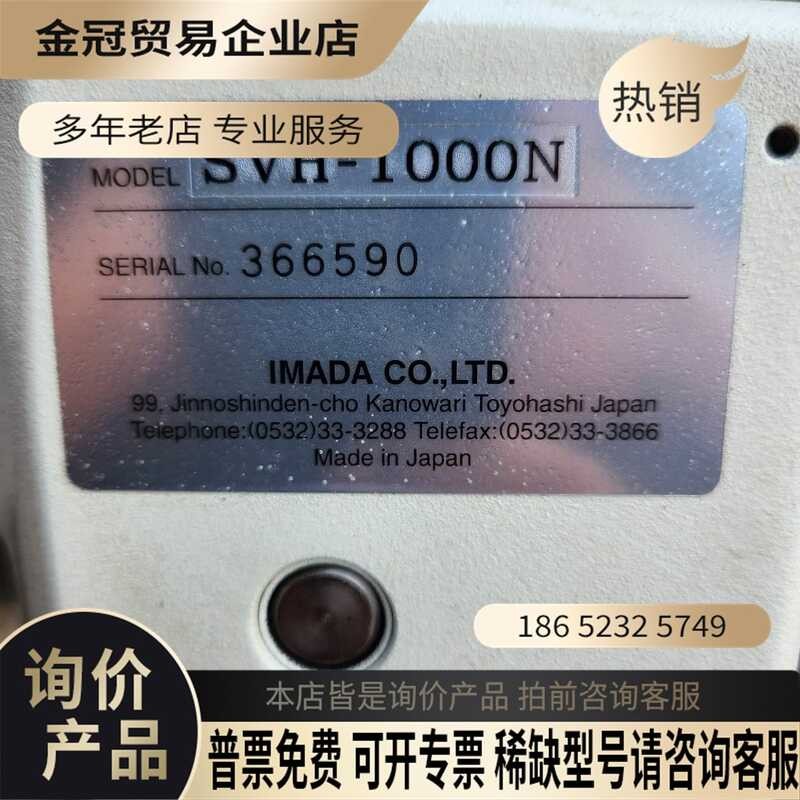 金冠贸易企业店
多年老店 专业服务
热销
MODEL SVH-1000N
SERIAL No. 366590
IMADA CO.,LTD.
99, Jinnoshinden-cho Kanowari Toyohashi Japan
Telephone:(0532)33-3288 Telefax:(0532)33-3866
Made in Japan
18652325749
询价
产品
本店皆是询价产品 拍前咨询客服
普票免费 可开专票 稀缺型号请咨询客服